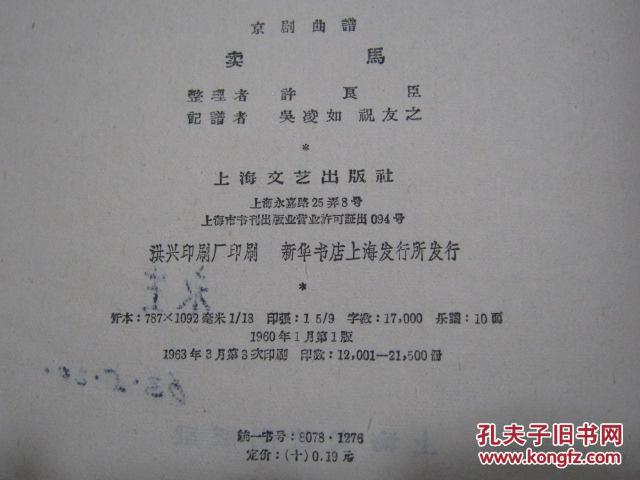 京剧曲譜
卖馬
整理者 許良臣
記譜者 吳凌如 祝友之
*
上海文艺出版社
上海永嘉路25弄8号
上海市书刊出版业营业許可証出094号
洪兴印刷厂印刷 新华书店上海发行所发行
*
开本:787×1092毫米1/18 印張:1 5/9 字数:17,000 乐譜:10面
1960年1月第1版
1963年3月第3次印刷 印数:12,001—21,500册
63.5.20.
統一书号:8078·1276
定价:(十)0.19元
孔夫子旧书网
www.kongfz.com